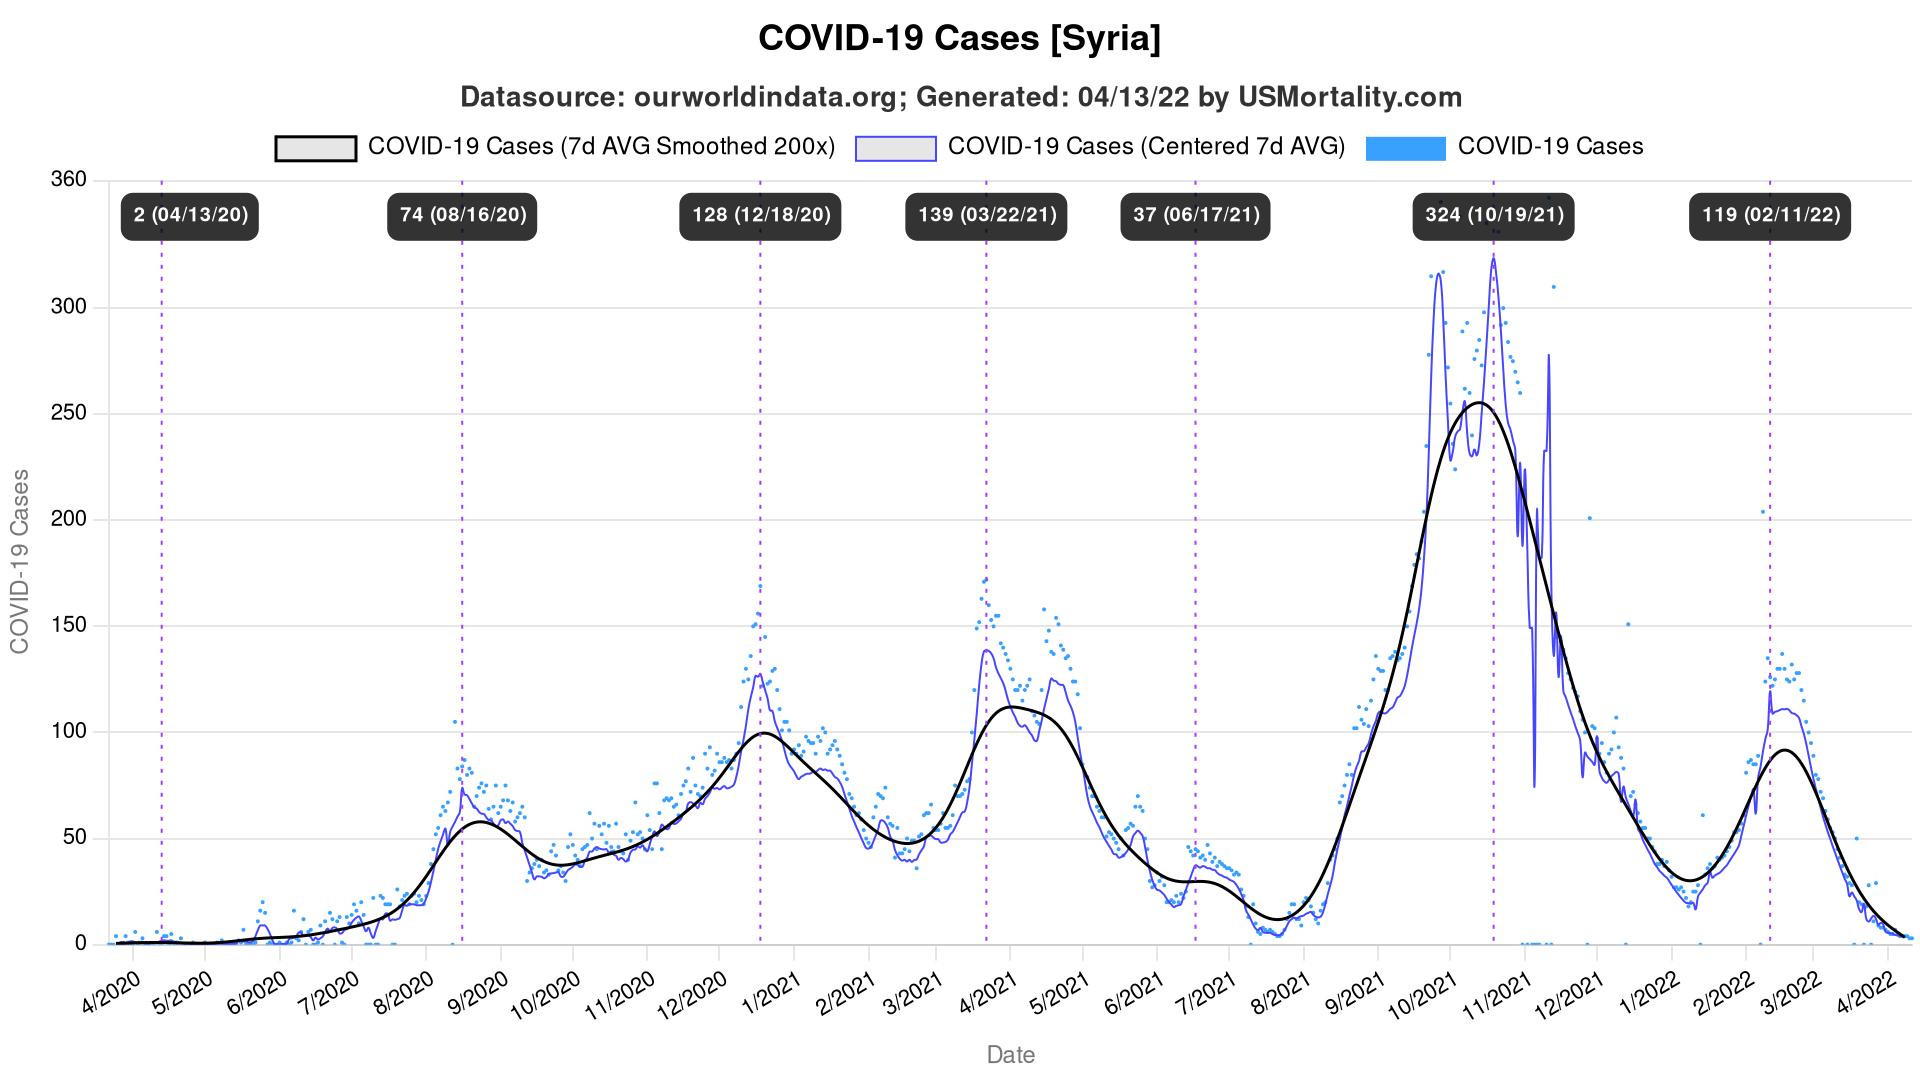 COVID-19 Cases [Syria]
Datasource: ourworldindata.org; Generated: 04/13/22 by USMortality.com
COVID-19 Cases (7d AVG Smoothed 200x) COVID-19 Cases (Centered 7d AVG) COVID-19 Cases
2 (04/13/20) 74 (08/16/20) 128 (12/18/20) 139 (03/22/21) 37 (06/17/21) 324 (10/19/21) 119 (02/11/22)
360
300
250
200
150
100
50
0
COVID-19 Cases
4/2020 5/2020 6/2020 7/2020 8/2020 9/2020 10/2020 11/2020 12/2020 1/2021 2/2021 3/2021 4/2021 5/2021 6/2021 7/2021 8/2021 9/2021 10/2021 11/2021 12/2021 1/2022 2/2022 3/2022 4/2022
Date